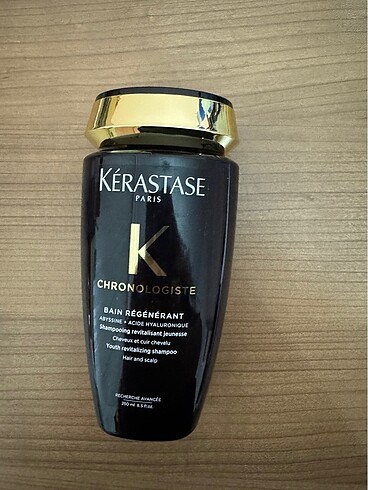 KÉRASTASE
PARIS
K
CHRONOLOGISTE
BAIN RÉGÉNÉRANT
ABYSSINE + ACIDE HYALURONIQUE
Shampooing revitalisant jeunesse
Cheveux et cuir chevelu
Youth revitalizing shampoo
Hair and scalp
RECHERCHE AVANCÉE
250 ml 8.5 fl.oz.